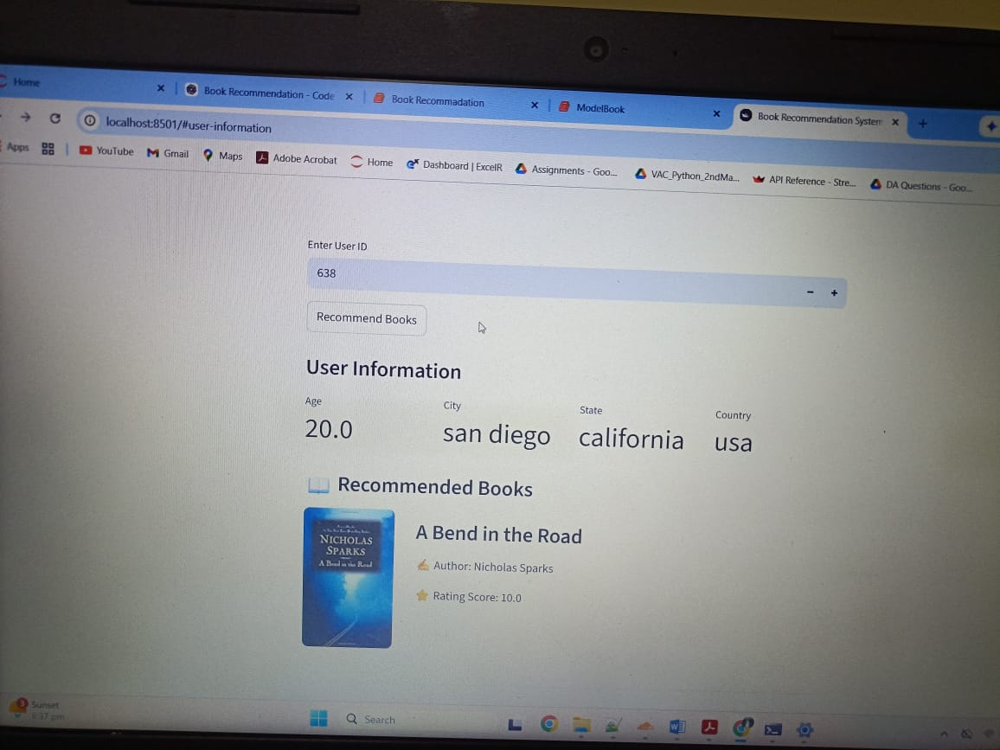 Home
Book Recommendation - Code
Book Recommadation
ModelBook
Book Recommendation System
localhost:8501/#user-information
Apps
YouTube
Gmail
Maps
Adobe Acrobat
Home
Dashboard | ExcelR
Assignments - Goo...
VAC_Python_2ndMa...
API Reference - Stre...
DA Questions - Goo...
Enter User ID
638
Recommend Books
User Information
Age
City
State
Country
20.0
san diego
california
usa
Recommended Books
NICHOLAS
SPARKS
A Bend in the Road
A Bend in the Road
Author: Nicholas Sparks
Rating Score: 10.0
3
Sunset
6:37 pm
Search